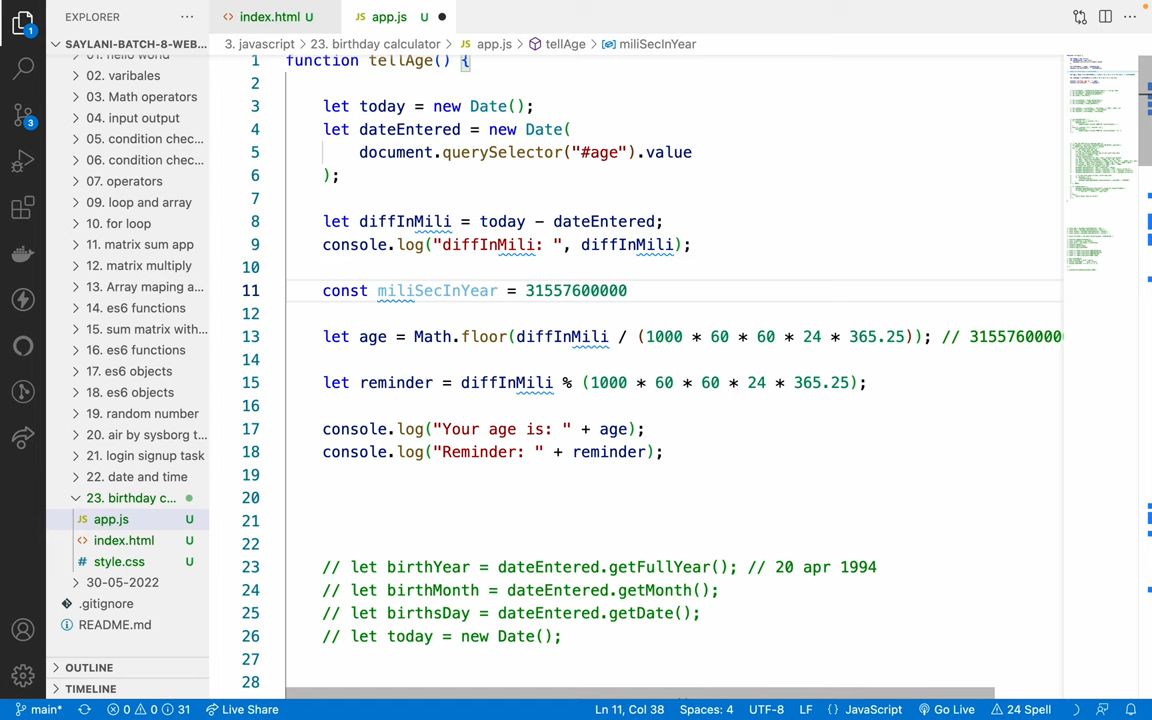 EXPLORER
SAYLANI-BATCH-8-WEB...
01. hello world
02. varibales
03. Math operators
04. input output
05. condition chec...
06. condition chec...
07. operators
09. loop and array
10. for loop
11. matrix sum app
12. matrix multiply
13. Array maping a...
14. es6 functions
15. sum matrix with...
16. es6 functions
17. es6 objects
18. es6 objects
19. random number
20. air by sysborg t...
21. login signup task
22. date and time
23. birthday c...
JS app.js U
<> index.html U
# style.css U
30-05-2022
.gitignore
README.md
OUTLINE
TIMELINE
1
3
<> index.html U
JS app.js U
3. javascript > 23. birthday calculator > JS app.js > tellAge > miliSecInYear
1 function tellAge() {
2
3 let today = new Date();
4 let dateEntered = new Date(
5 document.querySelector("#age").value
6 );
7
8 let diffInMili = today - dateEntered;
9 console.log("diffInMili: ", diffInMili);
10
11 const miliSecInYear = 31557600000
12
13 let age = Math.floor(diffInMili / (1000 * 60 * 60 * 24 * 365.25)); // 31557600000
14
15 let reminder = diffInMili % (1000 * 60 * 60 * 24 * 365.25);
16
17 console.log("Your age is: " + age);
18 console.log("Reminder: " + reminder);
19
20
21
22
23 // let birthYear = dateEntered.getFullYear(); // 20 apr 1994
24 // let birthMonth = dateEntered.getMonth();
25 // let birthsDay = dateEntered.getDate();
26 // let today = new Date();
27
28
main* 0 0 31 Live Share Ln 11, Col 38 Spaces: 4 UTF-8 LF {} JavaScript Go Live 24 Spell